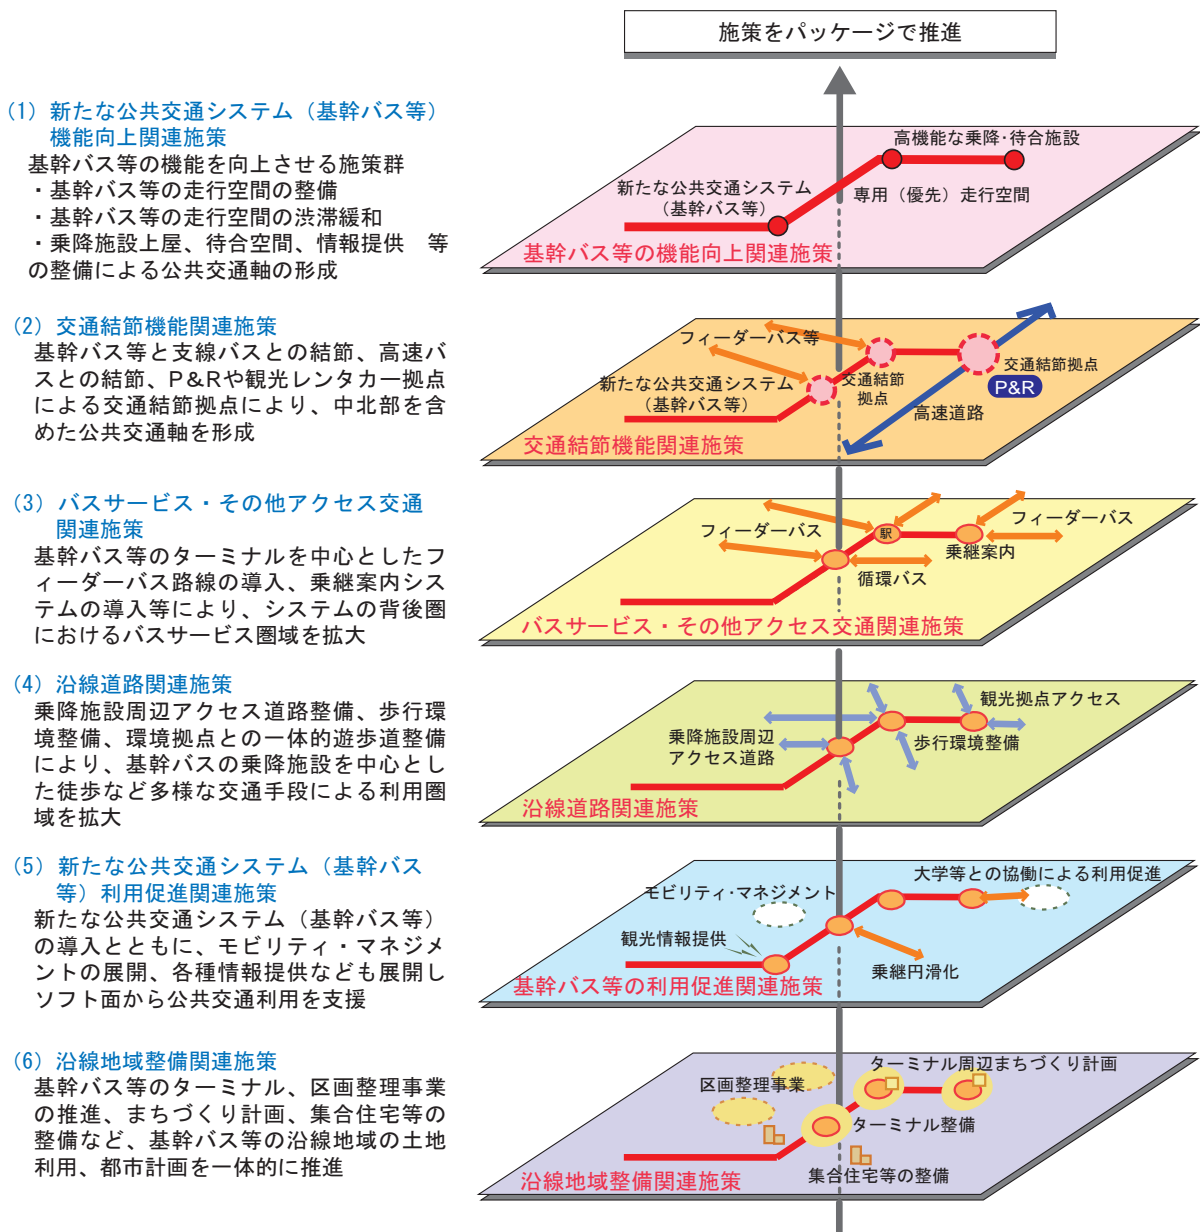 施策をパッケージで推進
(1) 新たな公共交通システム（基幹バス等）
機能向上関連施策
基幹バス等の機能を向上させる施策群
・基幹バス等の走行空間の整備
・基幹バス等の走行空間の渋滞緩和
・乗降施設上屋、待合空間、情報提供　等
の整備による公共交通軸の形成
高機能な乗降･待合施設
新たな公共交通システム
（基幹バス等）
専用（優先）走行空間
基幹バス等の機能向上関連施策
(2) 交通結節機能関連施策
基幹バス等と支線バスとの結節、高速バ
スとの結節、P&Rや観光レンタカー拠点
による交通結節拠点により、中北部を含
めた公共交通軸を形成
フィーダーバス等
新たな公共交通システム
（基幹バス等）
交通結節
拠点
交通結節拠点
P&R
高速道路
交通結節機能関連施策
(3) バスサービス・その他アクセス交通
関連施策
基幹バス等のターミナルを中心としたフ
ィーダーバス路線の導入、乗継案内シス
テムの導入等により、システムの背後圏
におけるバスサービス圏域を拡大
フィーダーバス
駅
フィーダーバス
乗継案内
循環バス
バスサービス・その他アクセス交通関連施策
(4) 沿線道路関連施策
乗降施設周辺アクセス道路整備、歩行環
境整備、環境拠点との一体的遊歩道整備
により、基幹バスの乗降施設を中心とし
た徒歩など多様な交通手段による利用圏
域を拡大
観光拠点アクセス
乗降施設周辺
アクセス道路
歩行環境整備
沿線道路関連施策
(5) 新たな公共交通システム（基幹バス
等）利用促進関連施策
新たな公共交通システム（基幹バス等）
の導入とともに、モビリティ・マネジメ
ントの展開、各種情報提供なども展開し
ソフト面から公共交通利用を支援
大学等との協働による利用促進
モビリティ･マネジメント
観光情報提供
乗継円滑化
基幹バス等の利用促進関連施策
(6) 沿線地域整備関連施策
基幹バス等のターミナル、区画整理事業
の推進、まちづくり計画、集合住宅等の
整備など、基幹バス等の沿線地域の土地
利用、都市計画を一体的に推進
ターミナル周辺まちづくり計画
区画整理事業
ターミナル整備
集合住宅等の整備
沿線地域整備関連施策